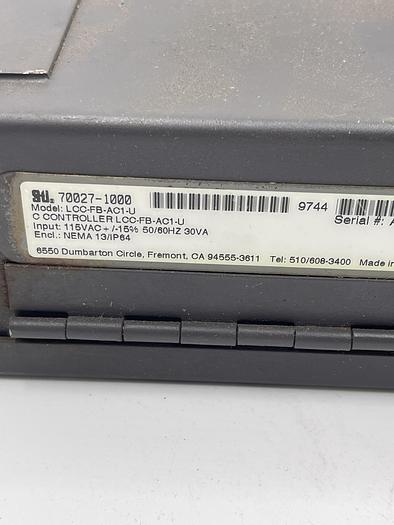 STI. 70027-1000
Model: LCC-FB-AC1-U
C CONTROLLER LCC-FB-AC1-U
Input: 115VAC +/-15% 50/60HZ 30VA
Encl.: NEMA 13/IP64
9744
Serial #: A
6550 Dumbarton Circle, Fremont, CA 94555-3611 Tel: 510/608-3400 Made in